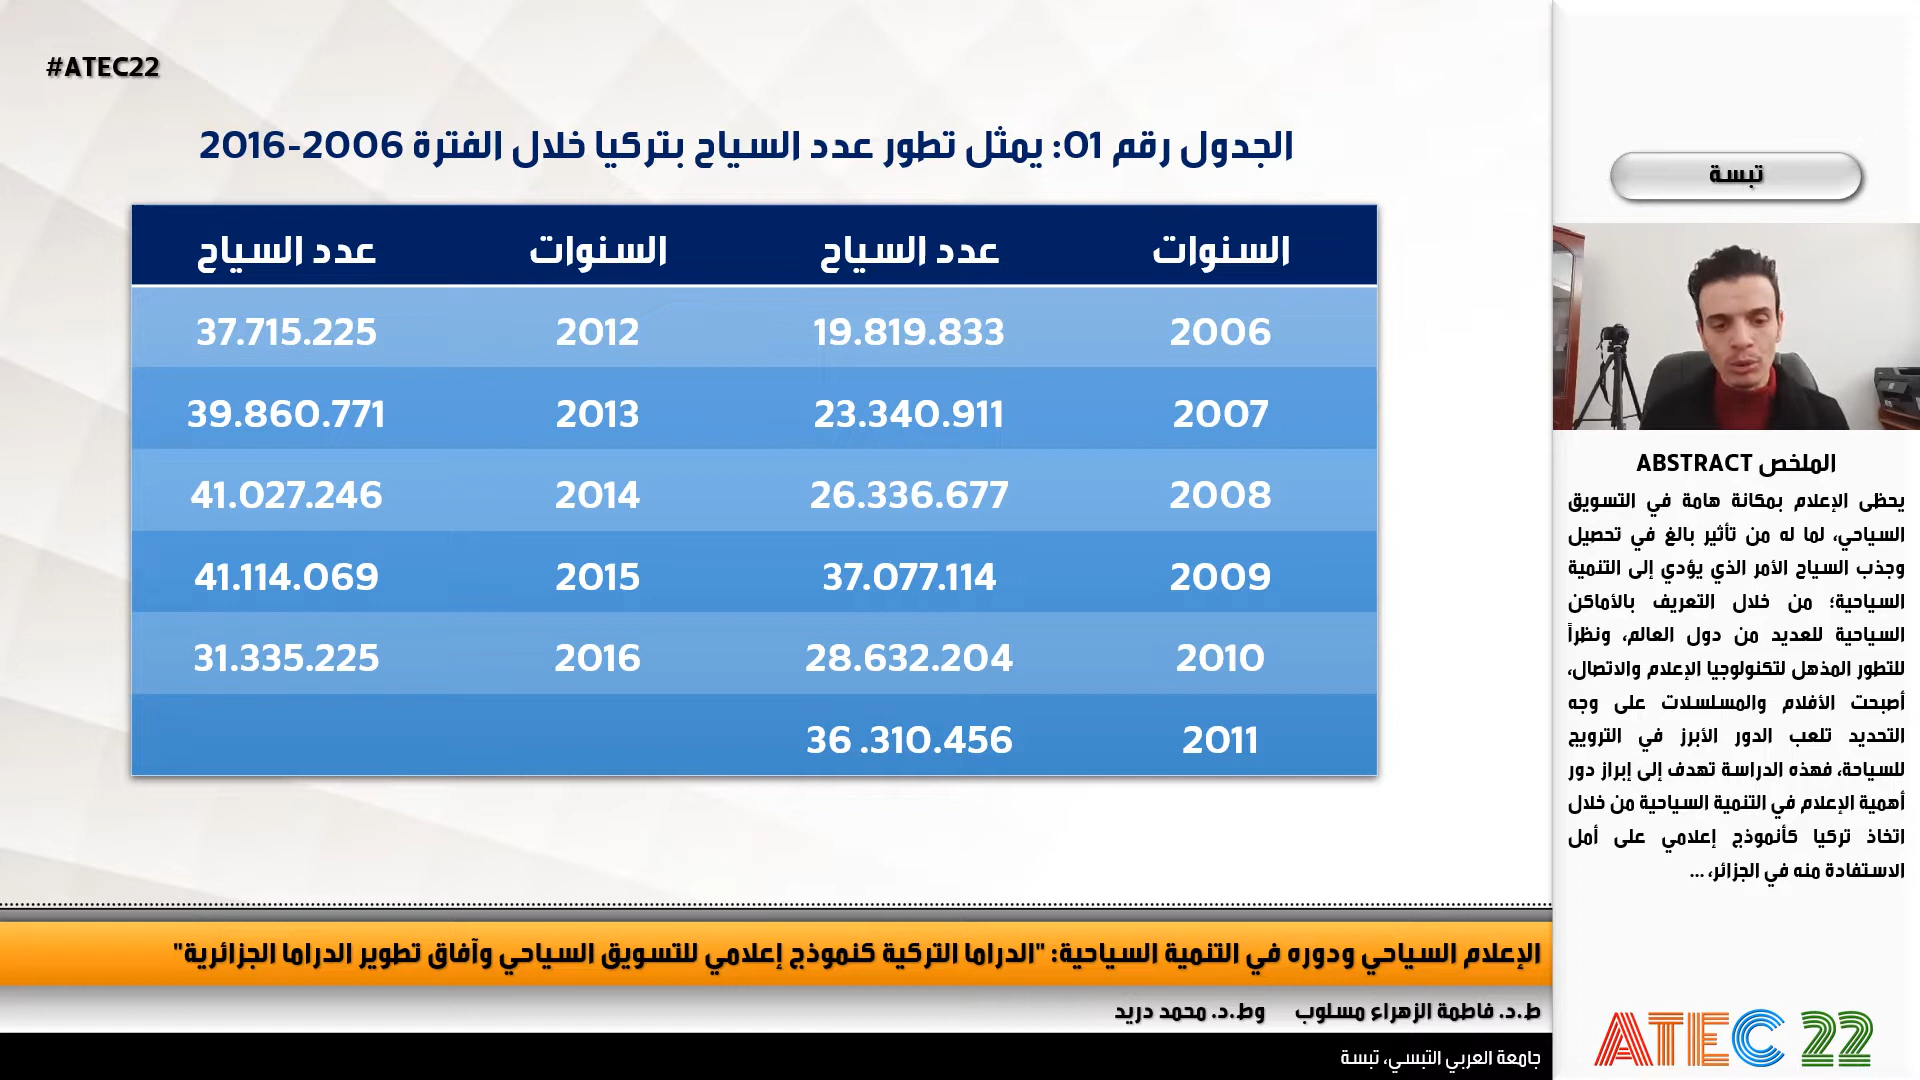 #ATEC22
الجدول رقم 01: يمثل تطور عدد السياح بتركيا خلال الفترة 2006-2016
السنوات عدد السياح السنوات عدد السياح
2006 19.819.833 2012 37.715.225
2007 23.340.911 2013 39.860.771
2008 26.336.677 2014 41.027.246
2009 37.077.114 2015 41.114.069
2010 28.632.204 2016 31.335.225
2011 36 .310.456
تبسة
الملخص ABSTRACT
يحظى الإعلام بمكانة هامة في التسويق
السياحي، لما له من تأثير بالغ في تحصيل
وجذب السياح الأمر الذي يؤدي إلى التنمية
السياحية؛ من خلال التعريف بالأماكن
السياحية للعديد من دول العالم، ونظراً
للتطور المذهل لتكنولوجيا الإعلام والاتصال،
أصبحت الأفلام والمسلسلات على وجه
التحديد تلعب الدور الأبرز في الترويج
للسياحة، فهذه الدراسة تهدف إلى إبراز دور
أهمية الإعلام في التنمية السياحية من خلال
اتخاذ تركيا كأنموذج إعلامي على أمل
الاستفادة منه في الجزائر، ...
الإعلام السياحي ودوره في التنمية السياحية: "الدراما التركية كنموذج إعلامي للتسويق السياحي وآفاق تطوير الدراما الجزائرية"
ط.د. فاطمة الزهراء مسلوب وط.د. محمد دريد
جامعة العربي التبسي، تبسة
ATEC 22